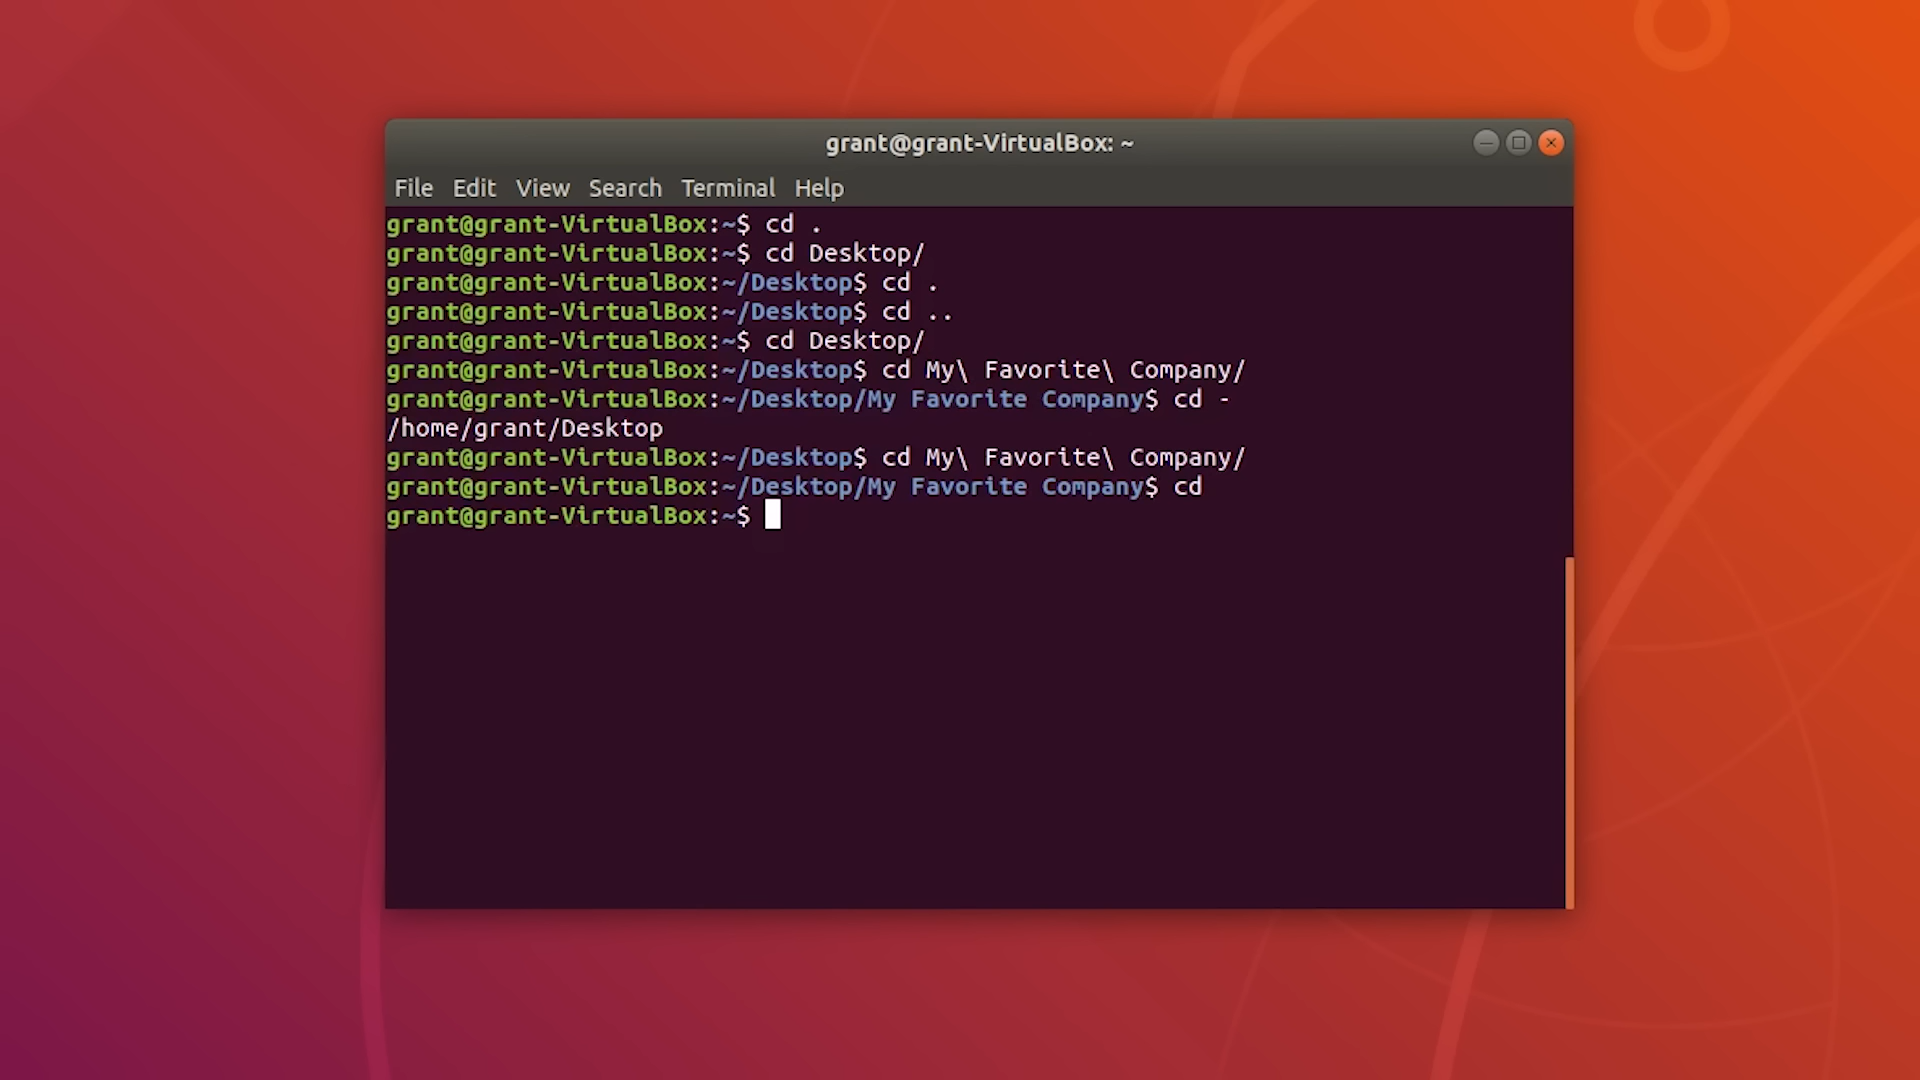 grant@grant-VirtualBox: ~
File Edit View Search Terminal Help
grant@grant-VirtualBox:~$ cd .
grant@grant-VirtualBox:~$ cd Desktop/
grant@grant-VirtualBox:~/Desktop$ cd .
grant@grant-VirtualBox:~/Desktop$ cd ..
grant@grant-VirtualBox:~$ cd Desktop/
grant@grant-VirtualBox:~/Desktop$ cd My\ Favorite\ Company/
grant@grant-VirtualBox:~/Desktop/My Favorite Company$ cd -
/home/grant/Desktop
grant@grant-VirtualBox:~/Desktop$ cd My\ Favorite\ Company/
grant@grant-VirtualBox:~/Desktop/My Favorite Company$ cd
grant@grant-VirtualBox:~$